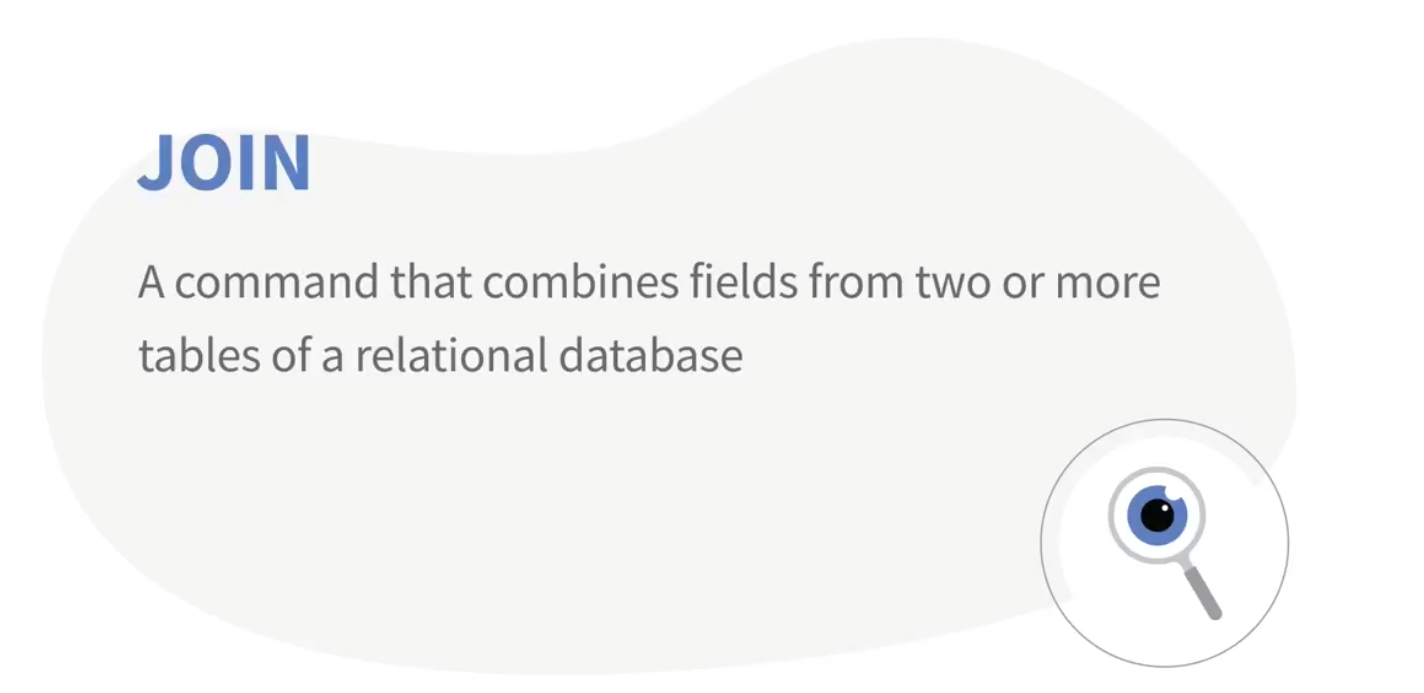 JOIN
A command that combines fields from two or more
tables of a relational database